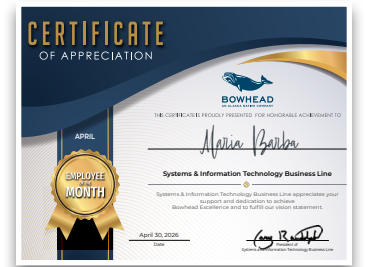 CERTIFICATE
OF APPRECIATION
BOWHEAD
AN ALASKA NATIVE COMPANY
THIS CERTIFICATE IS PROUDLY PRESENTED FOR HONORABLE ACHIEVEMENT TO
Maria Barba
APRIL
EMPLOYEE
OF THE
MONTH
Systems & Information Technology Business Line
Systems & Information Technology Business Line appreciates your
support and dedication to achieve
Bowhead Excellence and to fulfill our vision statement.
April 30, 2026
Date
President of
Systems and Information Technology Business Line